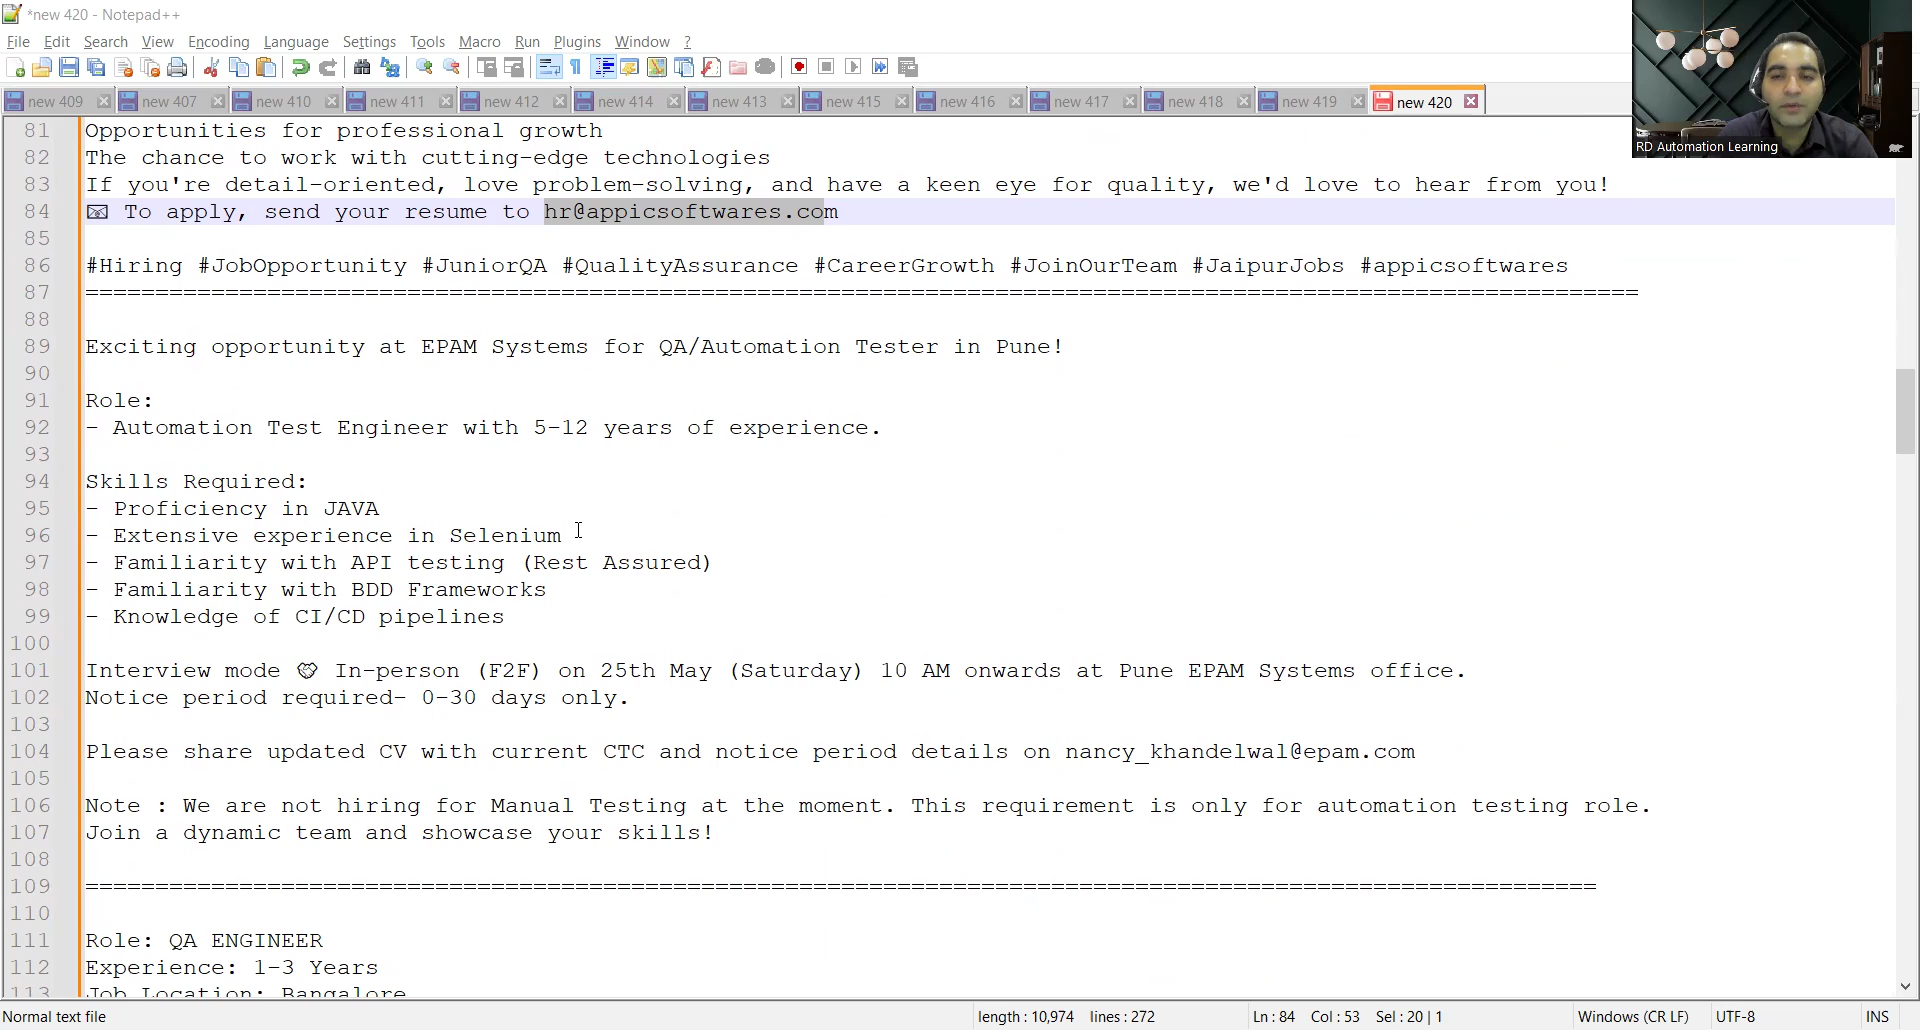 *new 420 - Notepad++
File Edit Search View Encoding Language Settings Tools Macro Run Plugins Window ?
new 409 new 407 new 410 new 411 new 412 new 414 new 413 new 415 new 416 new 417 new 418 new 419 new 420
RD Automation Learning
81 Opportunities for professional growth
82 The chance to work with cutting-edge technologies
83 If you're detail-oriented, love problem-solving, and have a keen eye for quality, we'd love to hear from you!
84 📧 To apply, send your resume to hr@appicsoftwares.com
85
86 #Hiring #JobOpportunity #JuniorQA #QualityAssurance #CareerGrowth #JoinOurTeam #JaipurJobs #appicsoftwares
87 ===============================================================================================================
88
89 Exciting opportunity at EPAM Systems for QA/Automation Tester in Pune!
90
91 Role:
92 - Automation Test Engineer with 5-12 years of experience.
93
94 Skills Required:
95 - Proficiency in JAVA
96 - Extensive experience in Selenium
97 - Familiarity with API testing (Rest Assured)
98 - Familiarity with BDD Frameworks
99 - Knowledge of CI/CD pipelines
100
101 Interview mode 🤝 In-person (F2F) on 25th May (Saturday) 10 AM onwards at Pune EPAM Systems office.
102 Notice period required- 0-30 days only.
103
104 Please share updated CV with current CTC and notice period details on nancy_khandelwal@epam.com
105
106 Note : We are not hiring for Manual Testing at the moment. This requirement is only for automation testing role.
107 Join a dynamic team and showcase your skills!
108
109 ============================================================================================================
110
111 Role: QA ENGINEER
112 Experience: 1-3 Years
113 Job Location: Bangalore
Normal text file length : 10,974 lines : 272 Ln : 84 Col : 53 Sel : 20 | 1 Windows (CR LF) UTF-8 INS